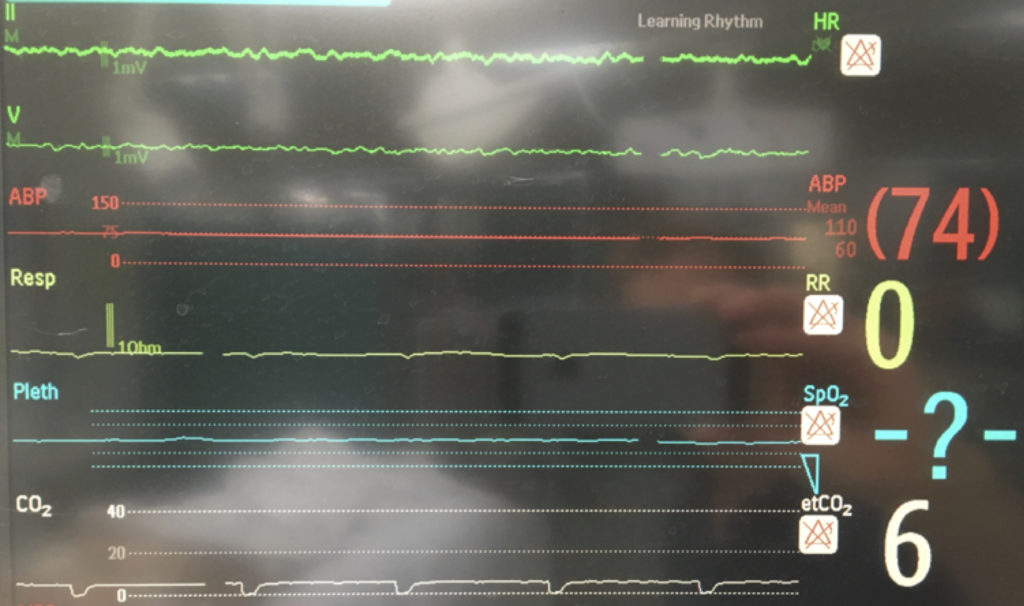 II
Learning Rhythm
HR
M
1mV
V
M
1mV
ABP
150
75
0
ABP
Mean
110
60
(74)
Resp
1Ohm
RR
0
Pleth
SpO₂
-?-
CO₂
40
20
0
etCO₂
6